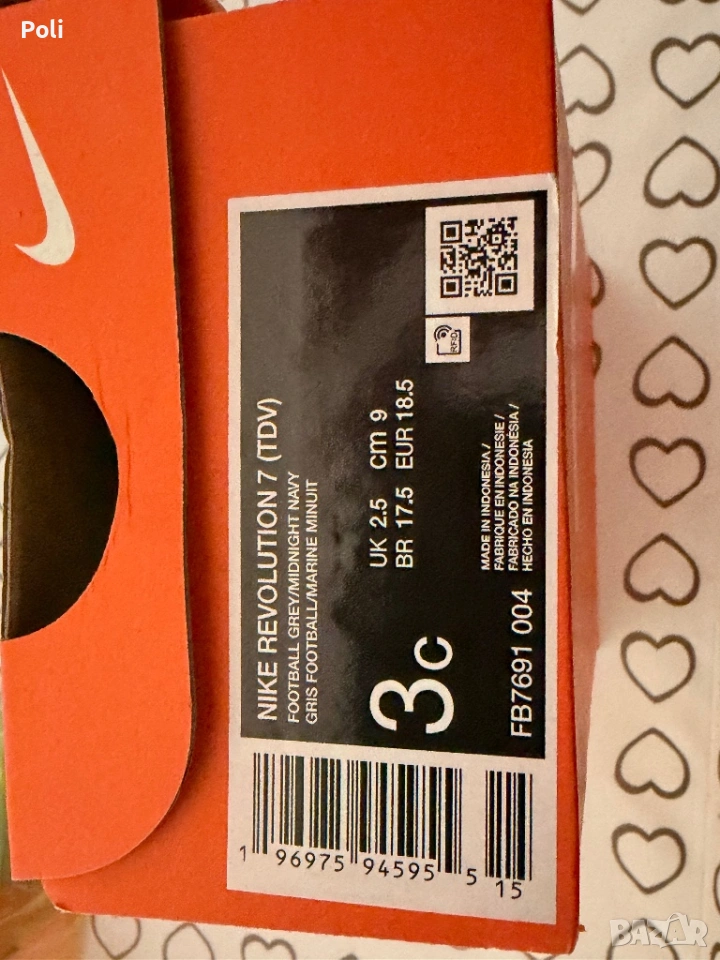 Poli
NIKE REVOLUTION 7 (TDV)
FOOTBALL GREY/MIDNIGHT NAVY
GRIS FOOTBALL/MARINE MINUIT
3C
UK 2.5 cm 9
BR 17.5 EUR 18.5
RFID
FB7691 004
MADE IN INDONESIA /
FABRIQUE EN INDONESIE /
FABRICADO NA INDONÉSIA /
HECHO EN INDONESIA
1 96975 94595 5 15
BAZAR